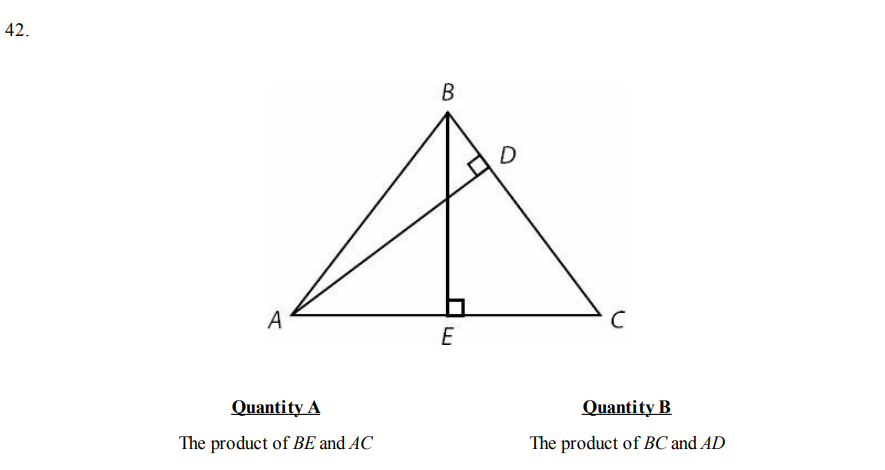 42.
B
D
A
C
E
Quantity A Quantity B
The product of BE and AC The product of BC and AD